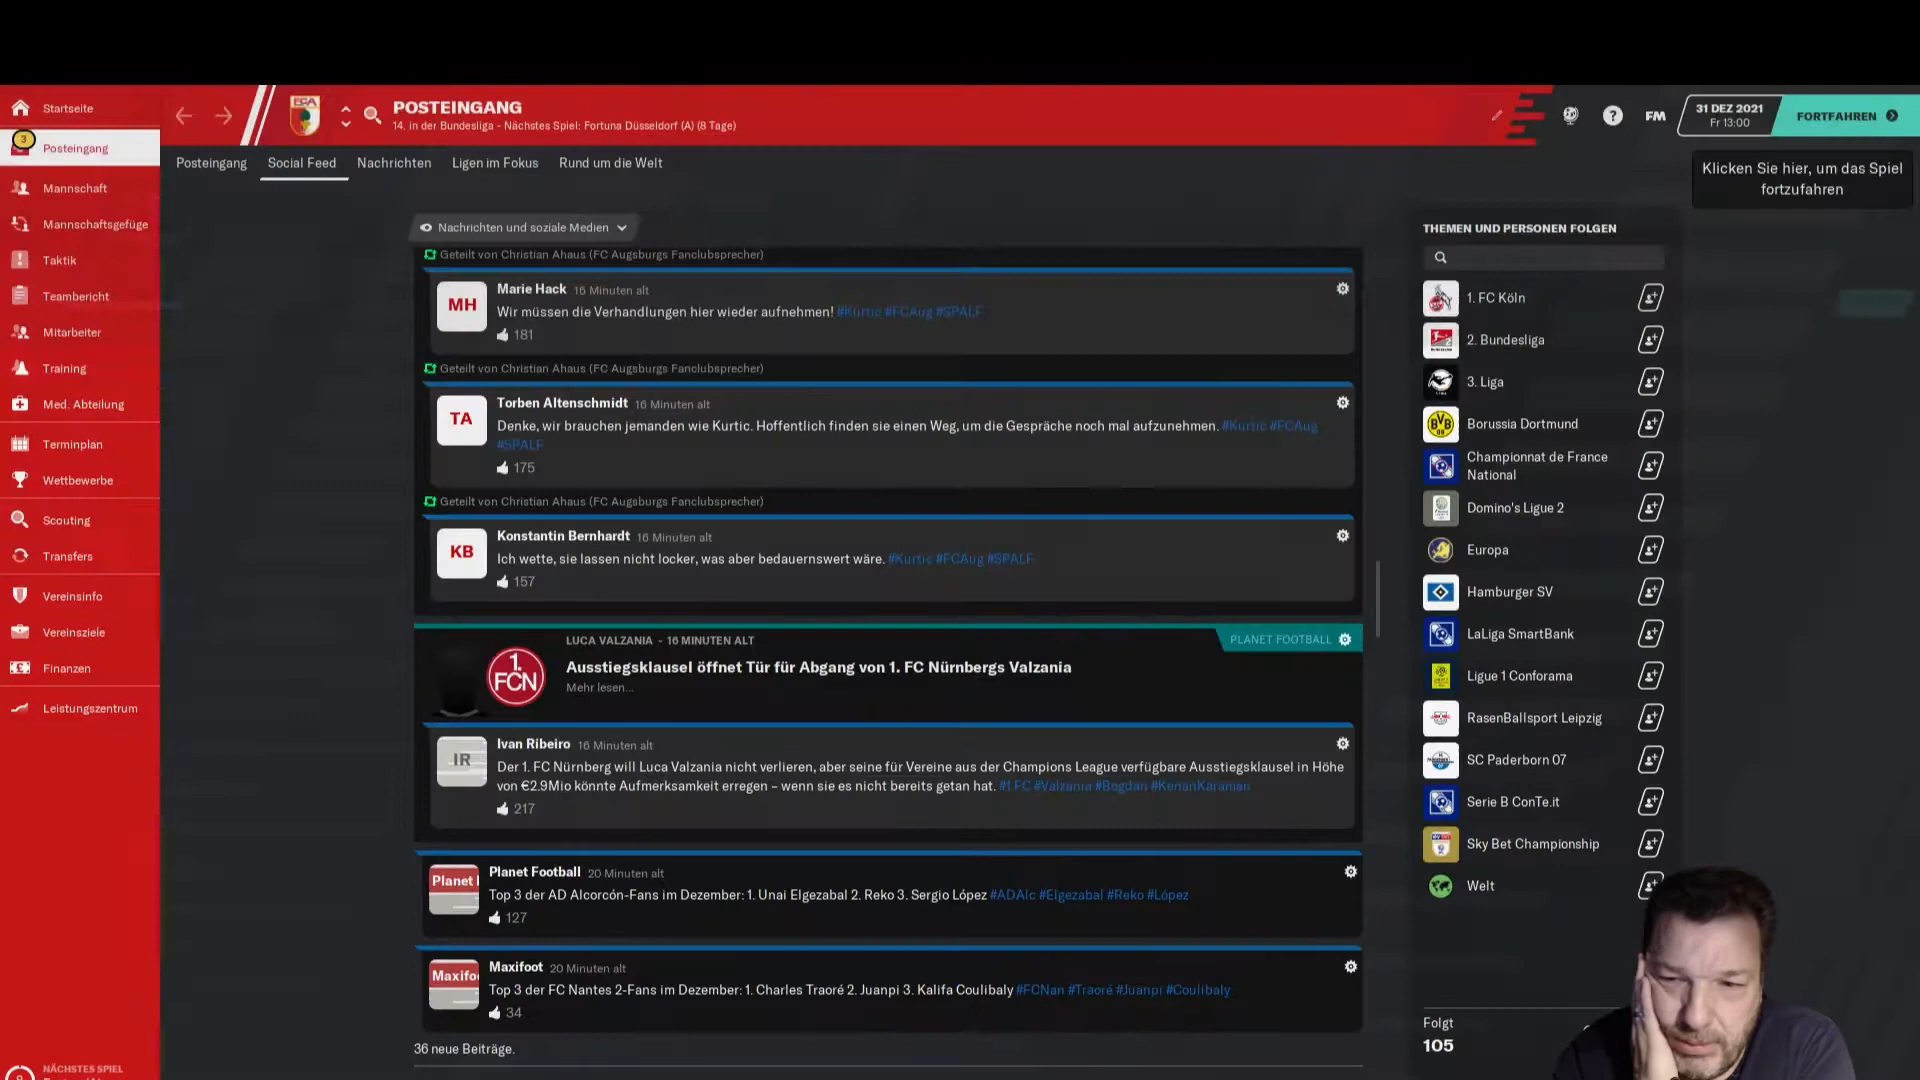 Startseite
3
Posteingang
Mannschaft
Mannschaftsgefüge
Taktik
Teambericht
Mitarbeiter
Training
Med. Abteilung
Terminplan
Wettbewerbe
Scouting
Transfers
Vereinsinfo
Vereinsziele
Finanzen
Leistungszentrum
NÄCHSTES SPIEL
FCA
POSTEINGANG
14. in der Bundesliga - Nächstes Spiel: Fortuna Düsseldorf (A) (8 Tage)
?
FM
31 DEZ 2021
Fr 13:00
FORTFAHREN
Klicken Sie hier, um das Spiel
fortzufahren
Posteingang
Social Feed
Nachrichten
Ligen im Fokus
Rund um die Welt
Nachrichten und soziale Medien
Geteilt von Christian Ahaus (FC Augsburgs Fanclubsprecher)
MH
Marie Hack 16 Minuten alt
Wir müssen die Verhandlungen hier wieder aufnehmen! #Kurtic #FCAug #SPALF
181
Geteilt von Christian Ahaus (FC Augsburgs Fanclubsprecher)
TA
Torben Altenschmidt 16 Minuten alt
Denke, wir brauchen jemanden wie Kurtic. Hoffentlich finden sie einen Weg, um die Gespräche noch mal aufzunehmen. #Kurtic #FCAug
#SPALF
175
Geteilt von Christian Ahaus (FC Augsburgs Fanclubsprecher)
KB
Konstantin Bernhardt 16 Minuten alt
Ich wette, sie lassen nicht locker, was aber bedauernswert wäre. #Kurtic #FCAug #SPALF
157
LUCA VALZANIA - 16 MINUTEN ALT
PLANET FOOTBALL
1.
FCN
Ausstiegsklausel öffnet Tür für Abgang von 1. FC Nürnbergs Valzania
Mehr lesen...
IR
Ivan Ribeiro 16 Minuten alt
Der 1. FC Nürnberg will Luca Valzania nicht verlieren, aber seine für Vereine aus der Champions League verfügbare Ausstiegsklausel in Höhe
von €2.9Mio könnte Aufmerksamkeit erregen – wenn sie es nicht bereits getan hat. #1 FC #Valzania #Bogdan #KenanKaraman
217
Planet
Planet Football 20 Minuten alt
Top 3 der AD Alcorcón-Fans im Dezember: 1. Unai Elgezabal 2. Reko 3. Sergio López #ADAlc #Elgezabal #Reko #López
127
Maxifo
Maxifoot 20 Minuten alt
Top 3 der FC Nantes 2-Fans im Dezember: 1. Charles Traoré 2. Juanpi 3. Kalifa Coulibaly #FCNan #Traoré #Juanpi #Coulibaly
34
36 neue Beiträge.
THEMEN UND PERSONEN FOLGEN
1. FC Köln
2. Bundesliga
3. Liga
Borussia Dortmund
Championnat de France
National
Domino's Ligue 2
Europa
Hamburger SV
LaLiga SmartBank
Ligue 1 Conforama
RasenBallsport Leipzig
SC Paderborn 07
Serie B ConTe.it
Sky Bet Championship
Welt
Folgt
105